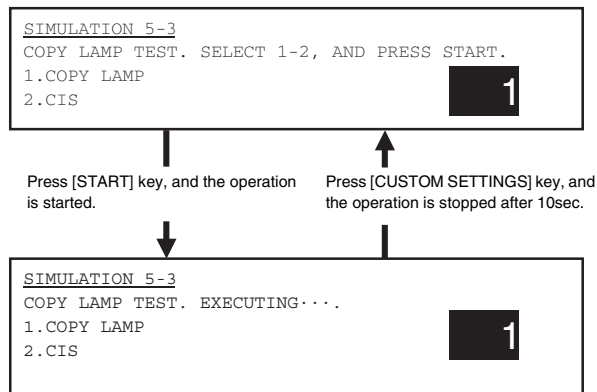 SIMULATION 5-3
COPY LAMP TEST. SELECT 1-2, AND PRESS START.
1.COPY LAMP
2.CIS
1
Press [START] key, and the operation
is started.
Press [CUSTOM SETTINGS] key, and
the operation is stopped after 10sec.
SIMULATION 5-3
COPY LAMP TEST. EXECUTING···.
1.COPY LAMP
2.CIS
1